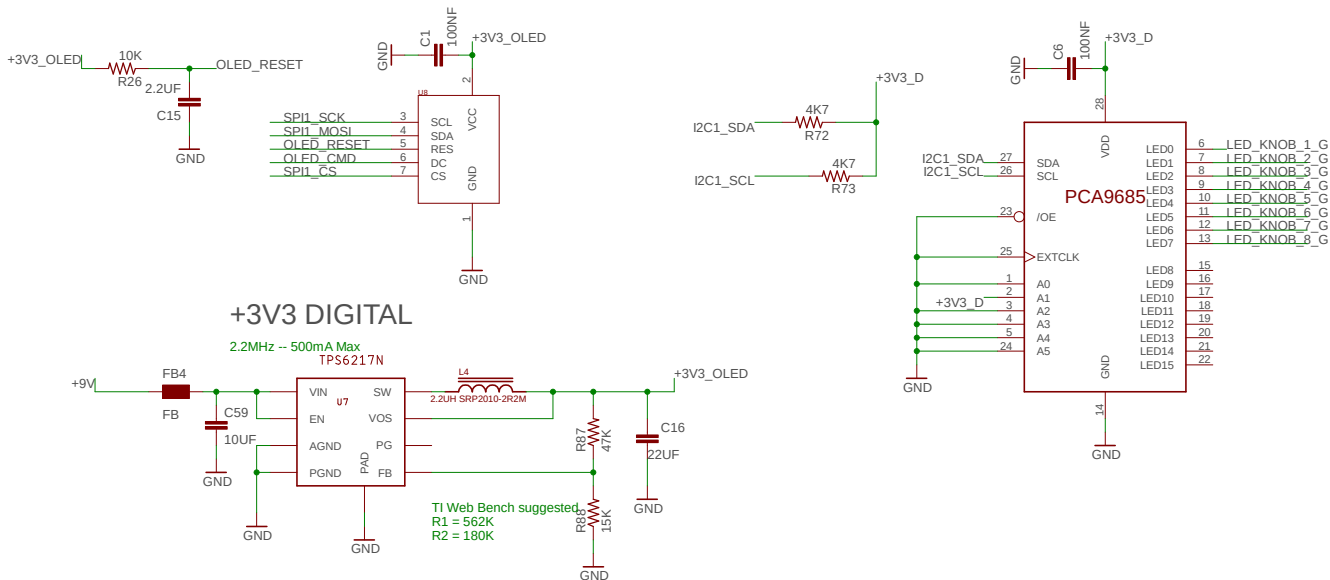 +3V3_OLED
10K
R26
OLED_RESET
2.2UF
C15
GND
GND
C1
100NF
+3V3_OLED
U8
2
VCC
SPI1_SCK
3
SCL
SPI1_MOSI
4
SDA
OLED_RESET
5
RES
OLED_CMD
6
DC
SPI1_CS
7
CS
GND
1
GND
+3V3_D
I2C1_SDA
4K7
R72
I2C1_SCL
4K7
R73
GND
C6
100NF
+3V3_D
28
VDD
PCA9685
I2C1_SDA
27
SDA
I2C1_SCL
26
SCL
23
/OE
25
EXTCLK
1
A0
2
A1
+3V3_D
3
A2
4
A3
5
A4
24
A5
GND
LED0
6
LED_KNOB_1_G
LED1
7
LED_KNOB_2_G
LED2
8
LED_KNOB_3_G
LED3
9
LED_KNOB_4_G
LED4
10
LED_KNOB_5_G
LED5
11
LED_KNOB_6_G
LED6
12
LED_KNOB_7_G
LED7
13
LED_KNOB_8_G
LED8
15
LED9
16
LED10
17
LED11
18
LED12
19
LED13
20
LED14
21
LED15
22
GND
14
GND
+3V3 DIGITAL
2.2MHz -- 500mA Max
TPS6217N
+9V
FB4
FB
C59
10UF
GND
U7
VIN
EN
AGND
PGND
PAD
SW
VOS
PG
FB
GND
GND
L4
2.2UH SRP2010-2R2M
+3V3_OLED
R87
47K
C16
22UF
GND
R88
15K
GND
TI Web Bench suggested
R1 = 562K
R2 = 180K